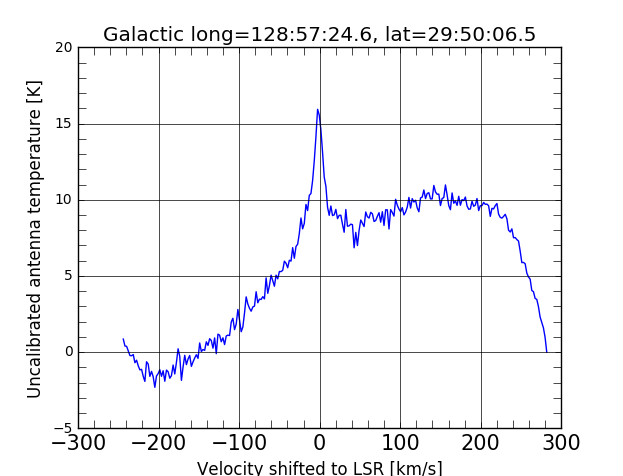 Galactic long=128:57:24.6, lat=29:50:06.5
Uncalibrated antenna temperature [K]
20
15
10
5
0
−5
−300 −200 −100 0 100 200 300
Velocity shifted to LSR [km/s]